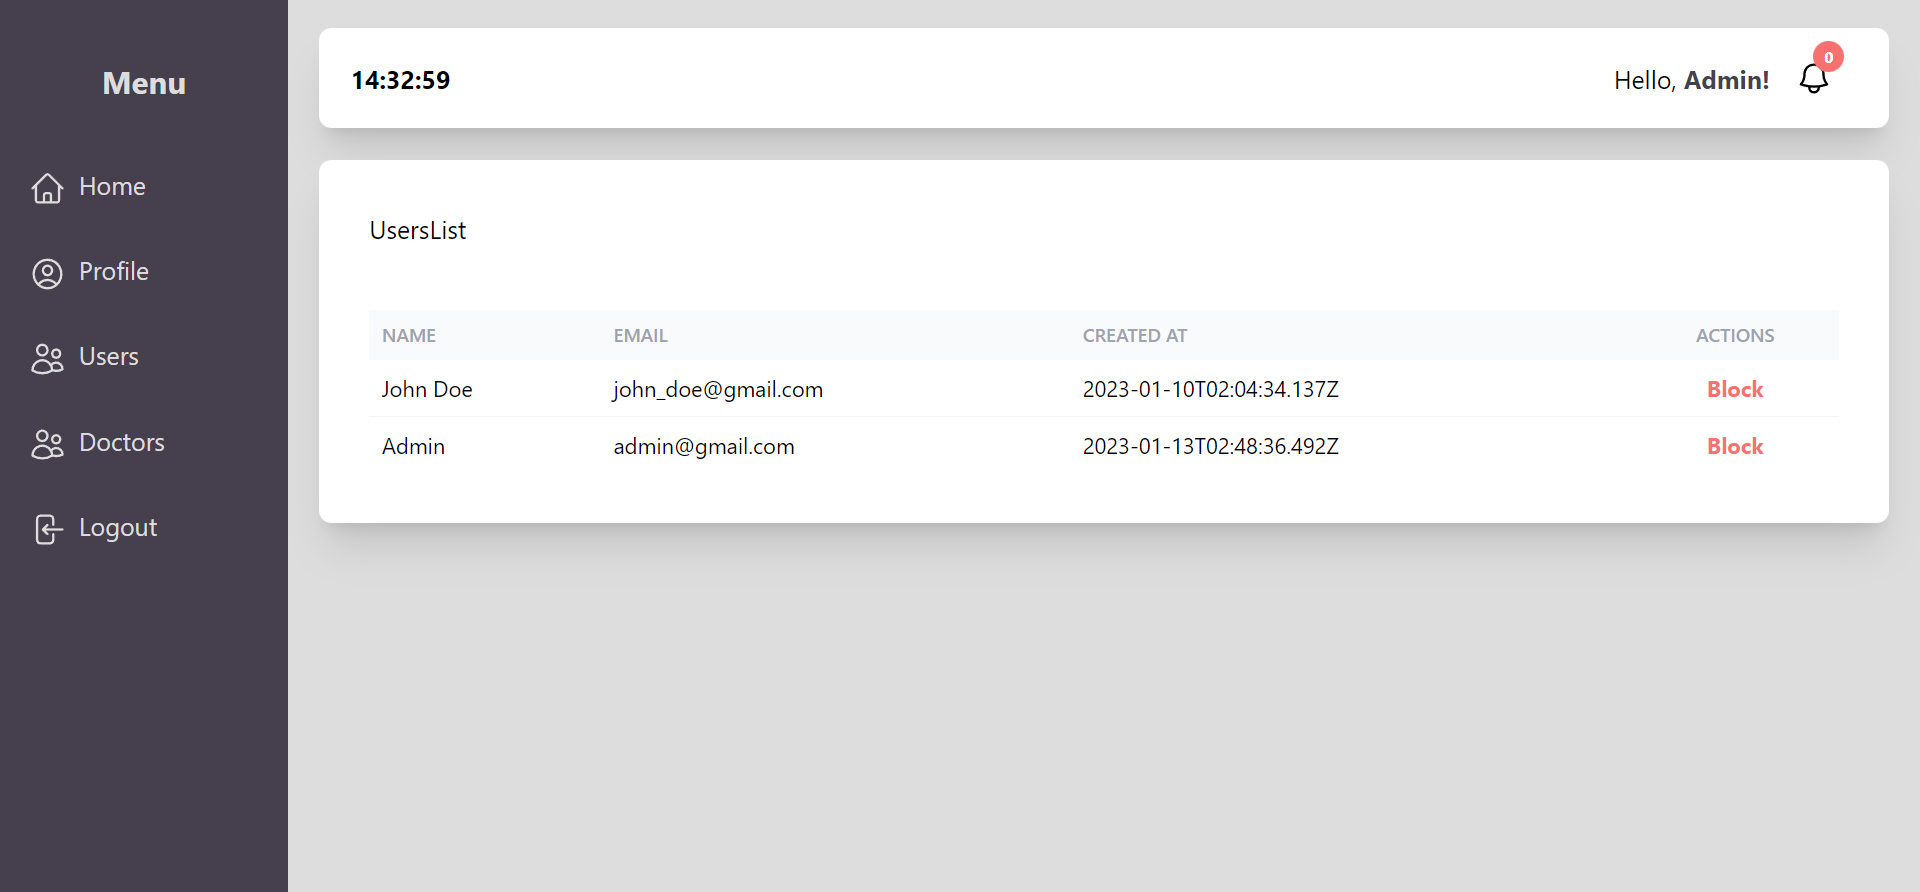 Menu
Home
Profile
Users
Doctors
Logout
14:32:59
Hello, Admin!
0
UsersList
NAME EMAIL CREATED AT ACTIONS
John Doe john_doe@gmail.com 2023-01-10T02:04:34.137Z Block
Admin admin@gmail.com 2023-01-13T02:48:36.492Z Block